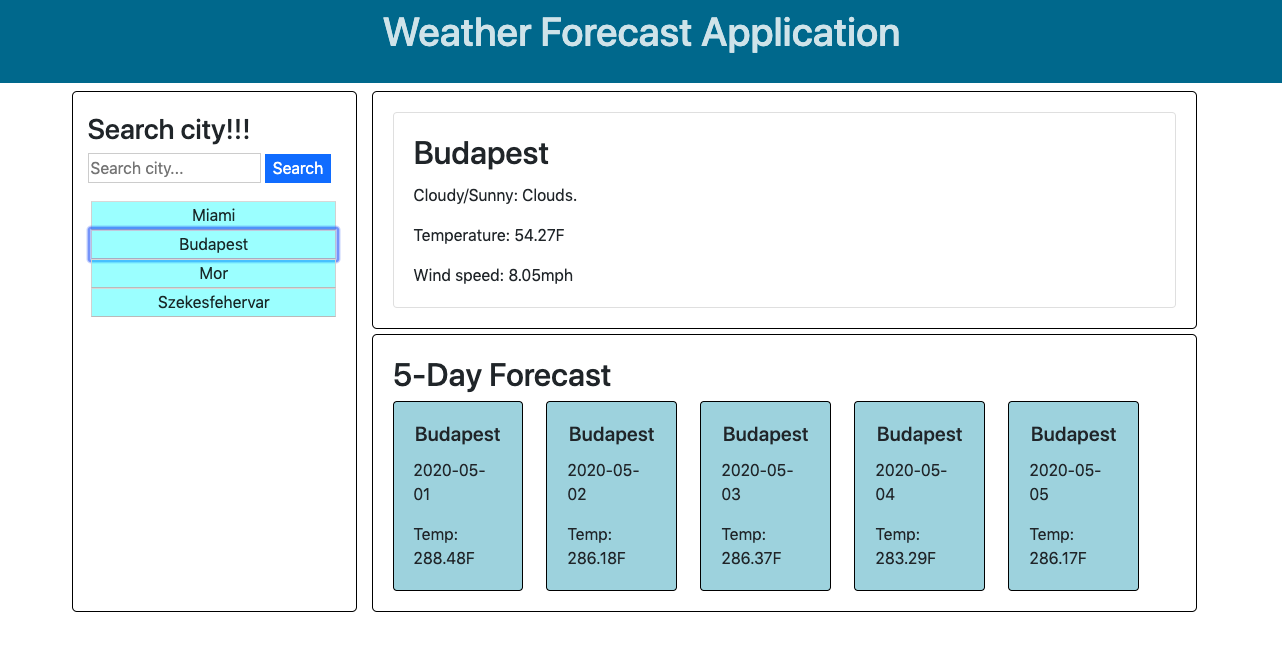 Weather Forecast Application
Search city!!!
Search city...
Search
Miami
Budapest
Mor
Szekesfehervar
Budapest
Cloudy/Sunny: Clouds.
Temperature: 54.27F
Wind speed: 8.05mph
5-Day Forecast
Budapest
2020-05-
01
Temp:
288.48F
Budapest
2020-05-
02
Temp:
286.18F
Budapest
2020-05-
03
Temp:
286.37F
Budapest
2020-05-
04
Temp:
283.29F
Budapest
2020-05-
05
Temp:
286.17F